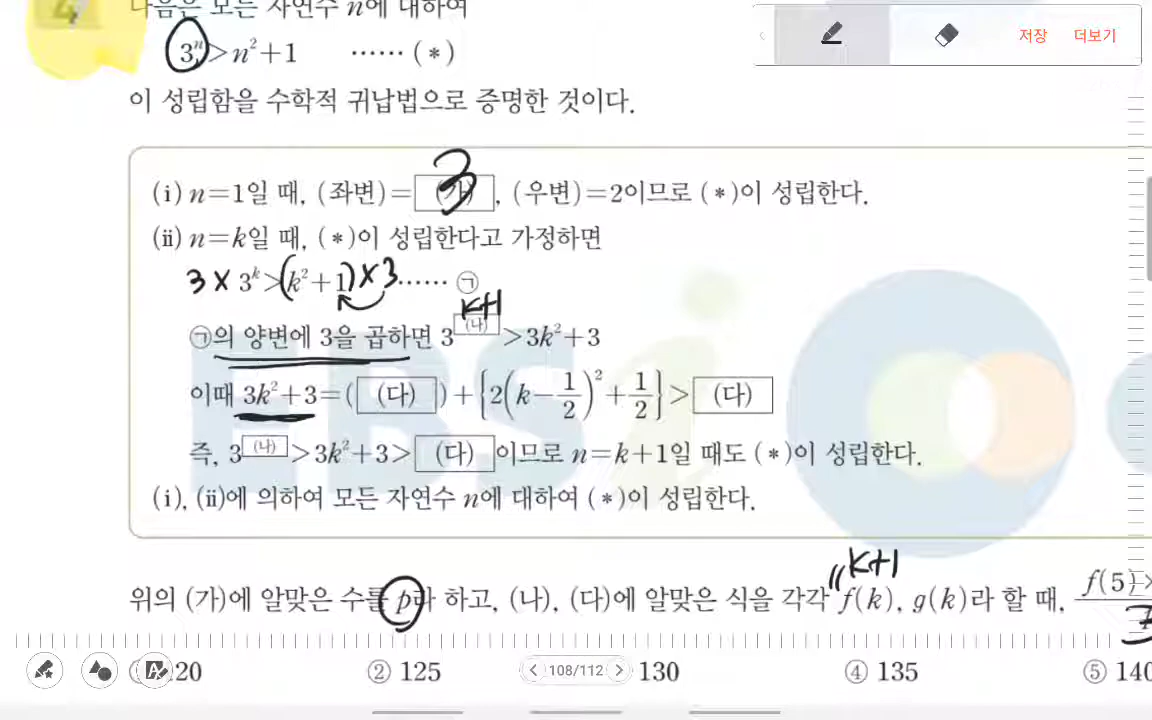 4
다음은 모든 자연수 n에 대하여
3ⁿ>n²+1 ······ (*)
저장 더보기
이 성립함을 수학적 귀납법으로 증명한 것이다.
(i) n=1일 때, (좌변)= (가) 3, (우변)=2이므로 (*)이 성립한다.
(ii) n=k일 때, (*)이 성립한다고 가정하면
3 × 3ᵏ>(k²+1)×3 ······ ㉠
k+1
㉠의 양변에 3을 곱하면 3^(나) >3k²+3
이때 3k²+3=( (다) )+{2(k-1/2)²+1/2}> (다)
즉, 3^(나) >3k²+3> (다) 이므로 n=k+1일 때도 (*)이 성립한다.
(i), (ii)에 의하여 모든 자연수 n에 대하여 (*)이 성립한다.
k+1
위의 (가)에 알맞은 수를 p라 하고, (나), (다)에 알맞은 식을 각각 f(k), g(k)라 할 때, f(5)×
20 ② 125 108/112 130 ④ 135 ⑤ 140
EBSi